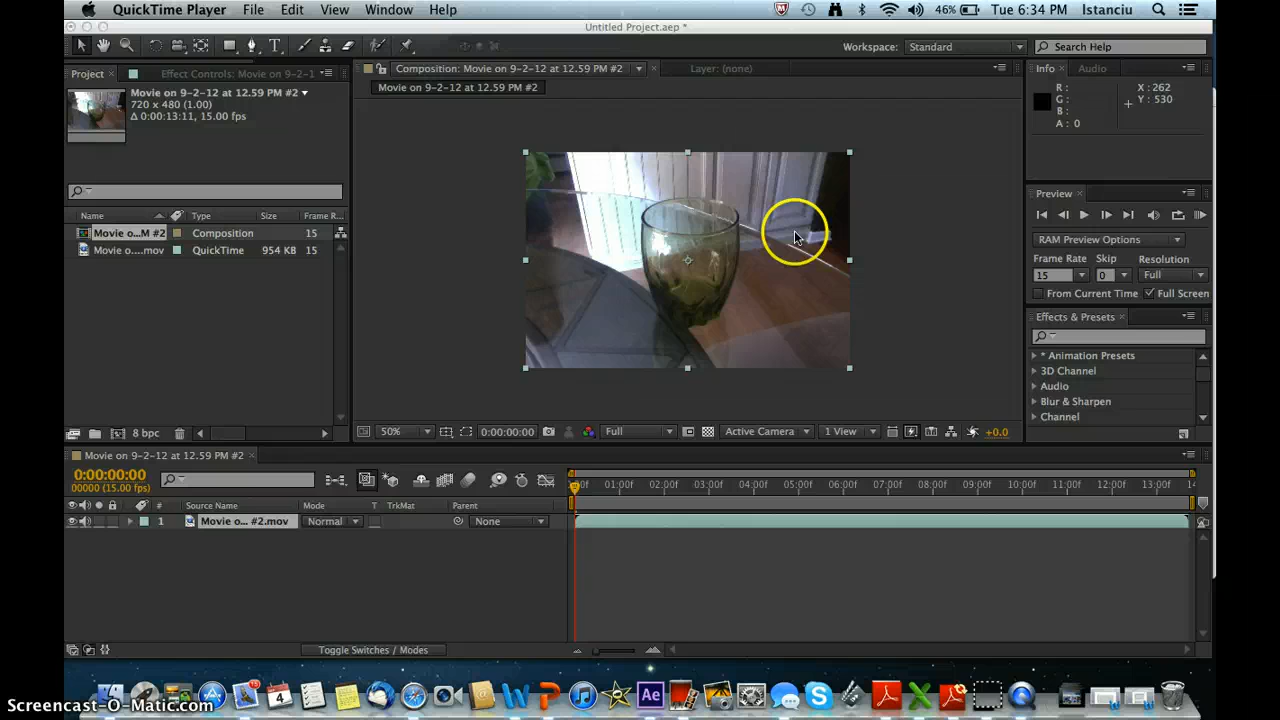 QuickTime Player File Edit View Window Help 46% Tue 6:34 PM Istanciu
Untitled Project.aep *
Workspace: Standard Search Help
Project Effect Controls: Movie on 9-2-1
Composition: Movie on 9-2-12 at 12.59 PM #2 Layer: (none)
Info Audio
Movie on 9-2-12 at 12.59 PM #2
720 x 480 (1.00)
Δ 0:00:13:11, 15.00 fps
Movie on 9-2-12 at 12.59 PM #2
R: X: 262
G: Y: 530
B:
A: 0
Preview
Name Type Size Frame R...
Movie o...M #2 Composition 15
Movie o....mov QuickTime 954 KB 15
RAM Preview Options
Frame Rate Skip Resolution
15 0 Full
From Current Time Full Screen
Effects & Presets
* Animation Presets
3D Channel
Audio
Blur & Sharpen
Channel
8 bpc
50% 0:00:00:00 Full Active Camera 1 View +0.0
Movie on 9-2-12 at 12.59 PM #2
0:00:00:00
00000 (15.00 fps)
00f 01:00f 02:00f 03:00f 04:00f 05:00f 06:00f 07:00f 08:00f 09:00f 10:00f 11:00f 12:00f 13:00f 14
# Source Name Mode T TrkMat Parent
1 Movie o... #2.mov Normal None
Toggle Switches / Modes
Screencast-O-Matic.com